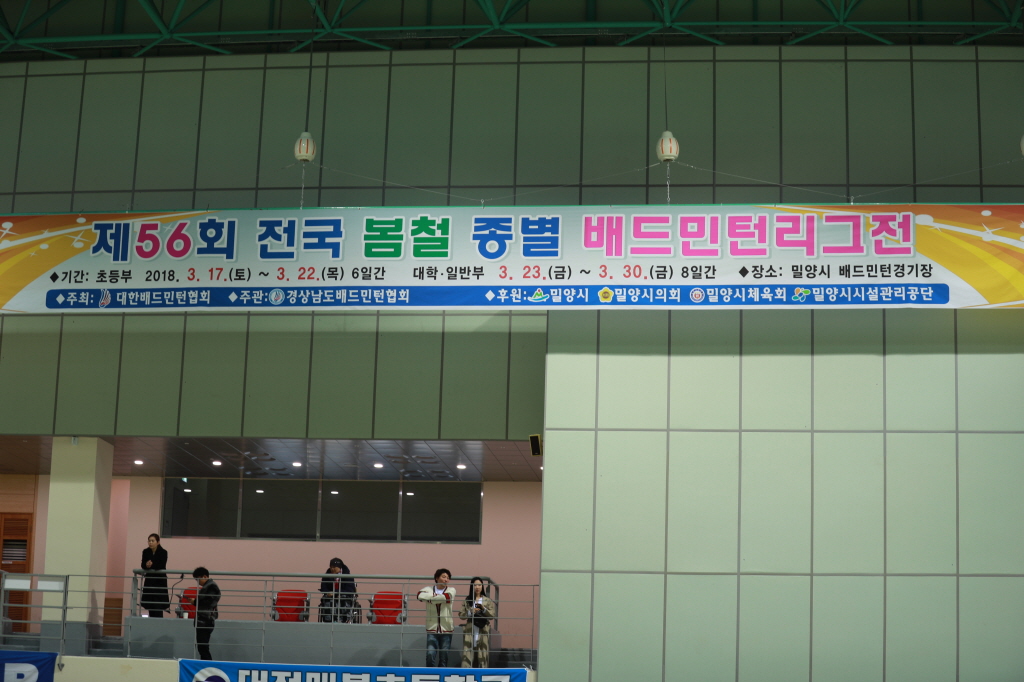 제56회 전국 봄철 종별 배드민턴리그전
◆기간: 초등부 2018. 3. 17.(토) ~ 3. 22.(목) 6일간 대학·일반부 3. 23.(금) ~ 3. 30.(금) 8일간 ◆장소: 밀양시 배드민턴경기장
◆주최: 대한배드민턴협회 ◆주관: 경상남도배드민턴협회 ◆후원: 밀양시 밀양시의회 밀양시체육회 밀양시시설관리공단